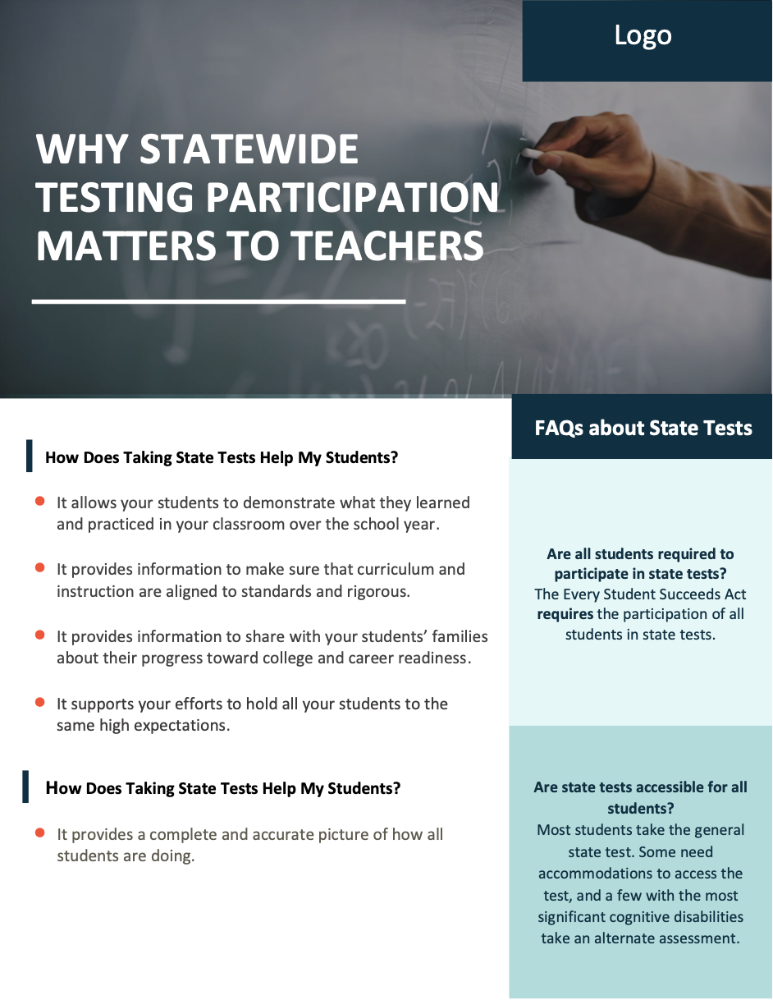 Logo
WHY STATEWIDE
TESTING PARTICIPATION
MATTERS TO TEACHERS
How Does Taking State Tests Help My Students?
It allows your students to demonstrate what they learned
and practiced in your classroom over the school year.
It provides information to make sure that curriculum and
instruction are aligned to standards and rigorous.
It provides information to share with your students’ families
about their progress toward college and career readiness.
It supports your efforts to hold all your students to the
same high expectations.
How Does Taking State Tests Help My Students?
It provides a complete and accurate picture of how all
students are doing.
FAQs about State Tests
Are all students required to
participate in state tests?
The Every Student Succeeds Act
requires the participation of all
students in state tests.
Are state tests accessible for all
students?
Most students take the general
state test. Some need
accommodations to access the
test, and a few with the most
significant cognitive disabilities
take an alternate assessment.